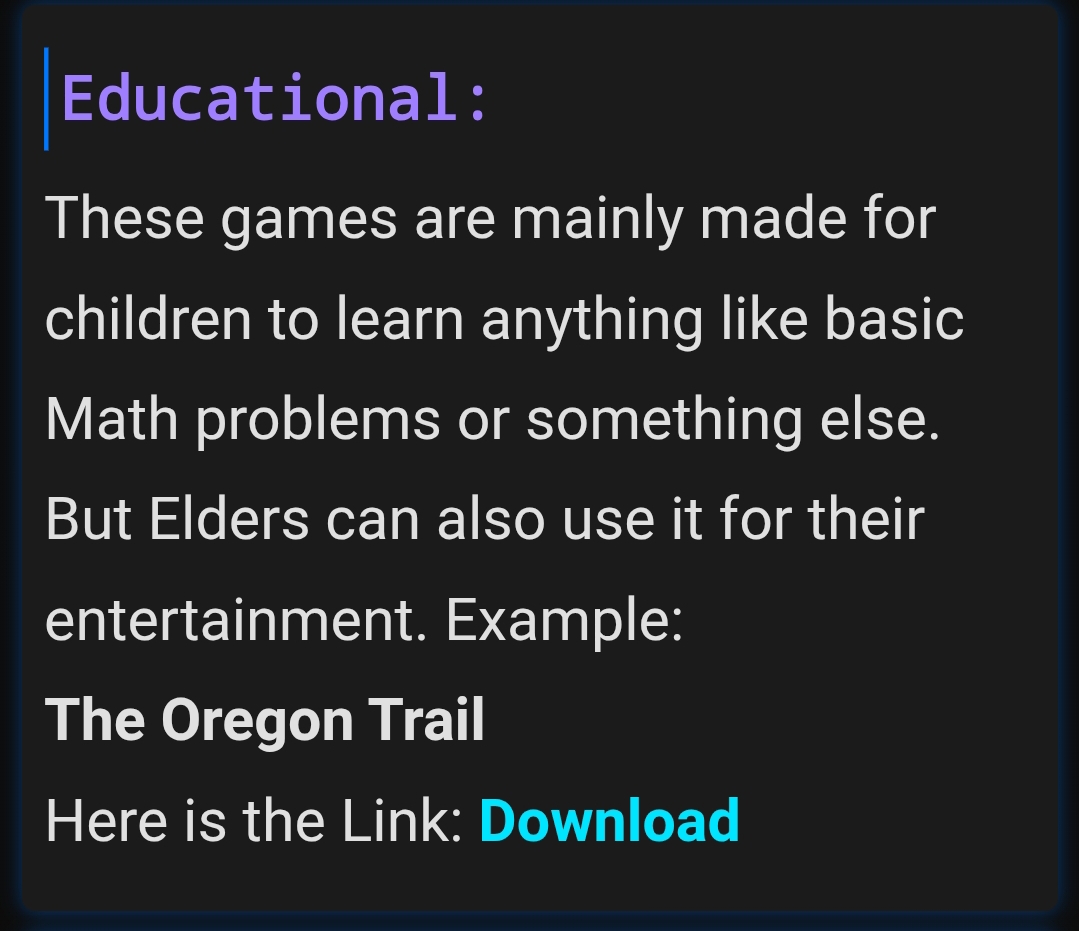 Educational:
These games are mainly made for
children to learn anything like basic
Math problems or something else.
But Elders can also use it for their
entertainment. Example:
The Oregon Trail
Here is the Link: Download